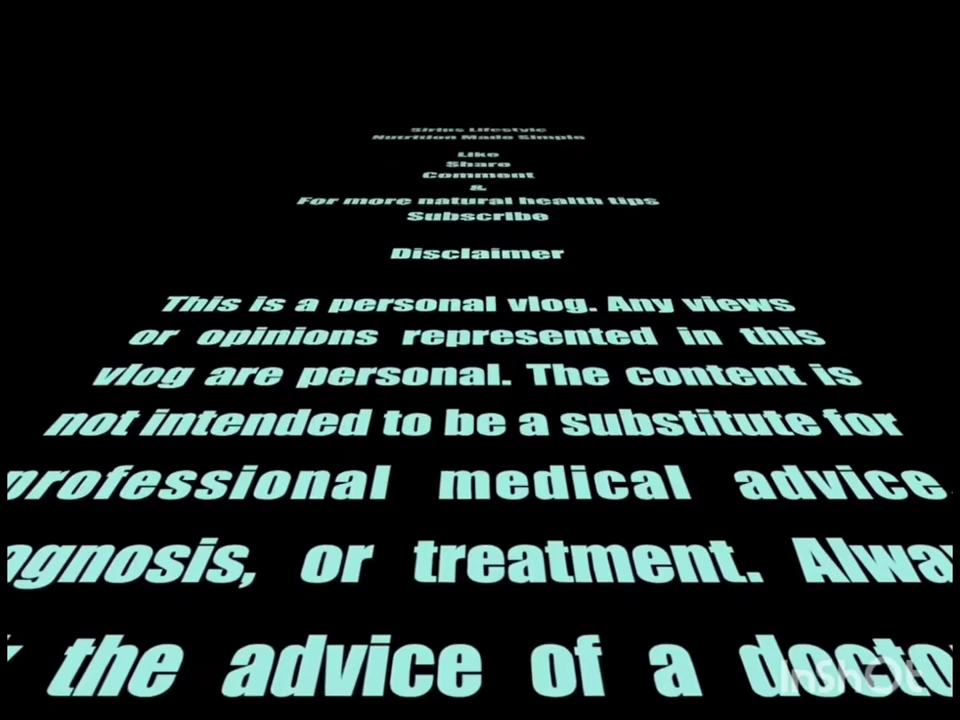 Sirius Lifestyle
Nutrition Made Simple
Like
Share
Comment
&
For more natural health tips
Subscribe
Disclaimer
This is a personal vlog. Any views
or opinions represented in this
vlog are personal. The content is
not intended to be a substitute for
professional medical advice
agnosis, or treatment. Alwa
the advice of a docto
InShOt